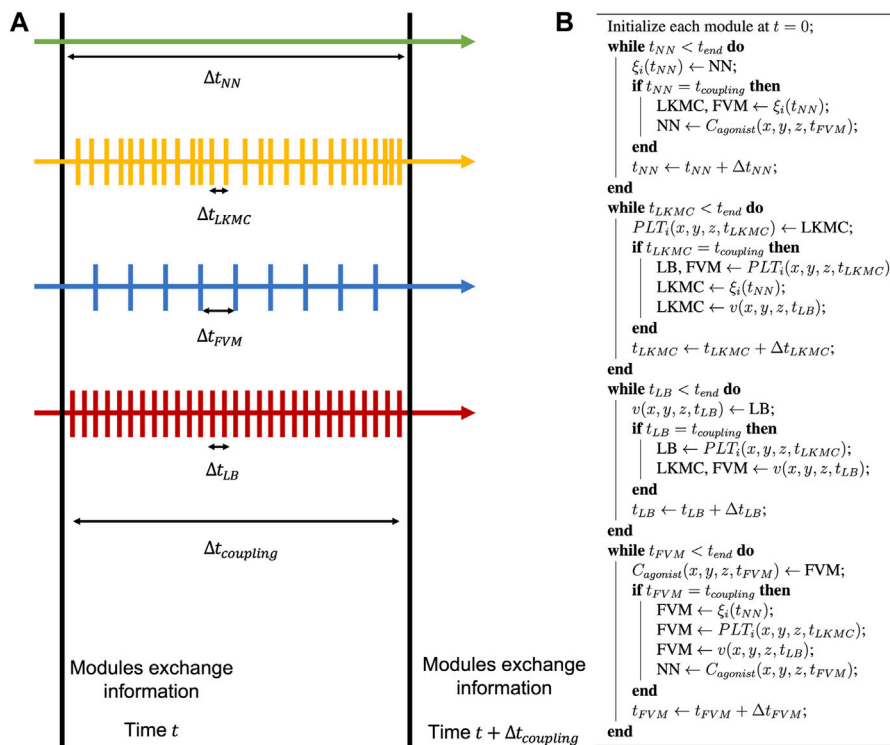 A
Δt_NN
Δt_LKMC
Δt_FVM
Δt_LB
Δt_coupling
Modules exchange
information
Time t
Modules exchange
information
Time t + Δt_coupling
B
Initialize each module at t = 0;
while t_NN < t_end do
ξ_i(t_NN) ← NN;
if t_NN = t_coupling then
LKMC, FVM ← ξ_i(t_NN);
NN ← C_agonist(x, y, z, t_FVM);
end
t_NN ← t_NN + Δt_NN;
end
while t_LKMC < t_end do
PLT_i(x, y, z, t_LKMC) ← LKMC;
if t_LKMC = t_coupling then
LB, FVM ← PLT_i(x, y, z, t_LKMC)
LKMC ← ξ_i(t_NN);
LKMC ← v(x, y, z, t_LB);
end
t_LKMC ← t_LKMC + Δt_LKMC;
end
while t_LB < t_end do
v(x, y, z, t_LB) ← LB;
if t_LB = t_coupling then
LB ← PLT_i(x, y, z, t_LKMC);
LKMC, FVM ← v(x, y, z, t_LB);
end
t_LB ← t_LB + Δt_LB;
end
while t_FVM < t_end do
C_agonist(x, y, z, t_FVM) ← FVM;
if t_FVM = t_coupling then
FVM ← ξ_i(t_NN);
FVM ← PLT_i(x, y, z, t_LKMC);
FVM ← v(x, y, z, t_LB);
NN ← C_agonist(x, y, z, t_FVM);
end
t_FVM ← t_FVM + Δt_FVM;
end